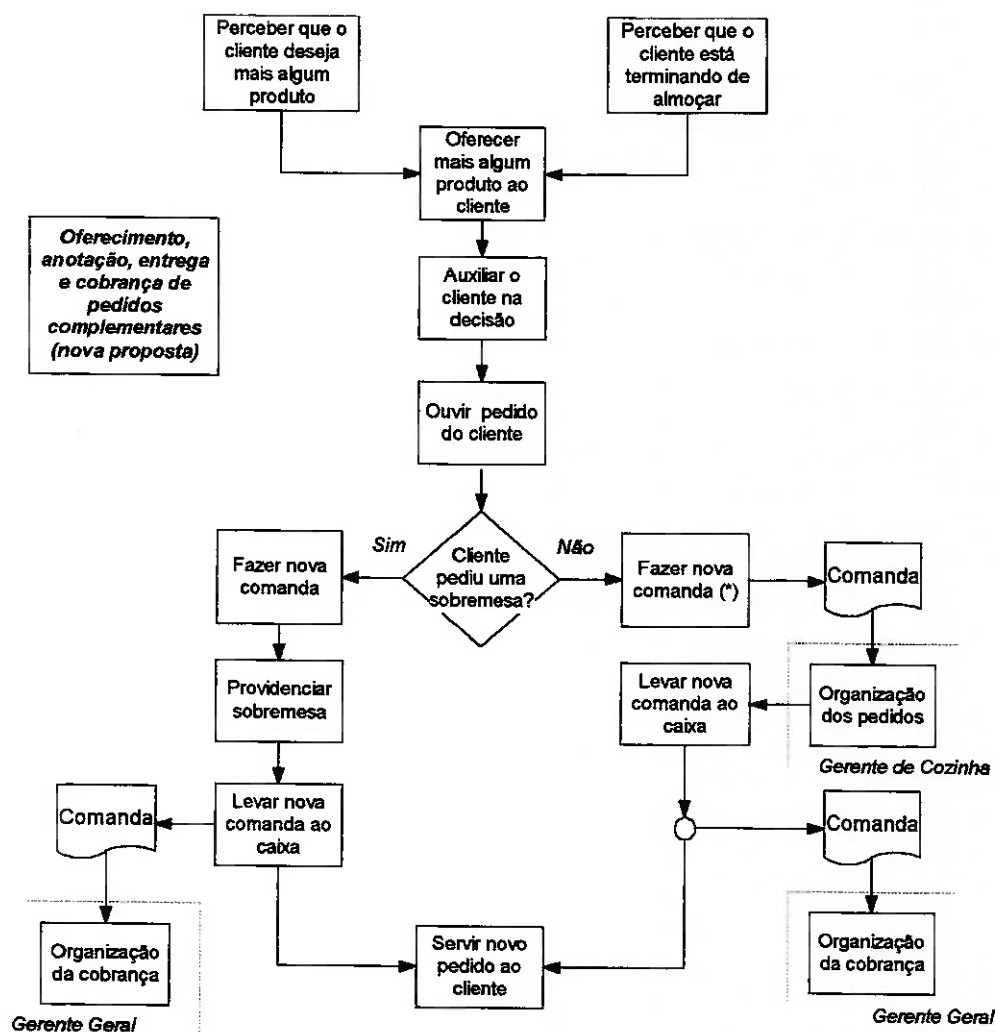 Perceber que o
cliente deseja
mais algum
produto
Perceber que o
cliente está
terminando de
almoçar
Oferecer
mais algum
produto ao
cliente
Oferecimento,
anotação, entrega
e cobrança de
pedidos
complementares
(nova proposta)
Auxiliar o
cliente na
decisão
Ouvir pedido
do cliente
Cliente
pediu uma
sobremesa?
Sim
Não
Fazer nova
comanda
Fazer nova
comanda (*)
Comanda
Providenciar
sobremesa
Levar nova
comanda ao
caixa
Organização
dos pedidos
Gerente de Cozinha
Comanda
Levar nova
comanda ao
caixa
Comanda
Organização
da cobrança
Gerente Geral
Servir novo
pedido ao
cliente
Organização
da cobrança
Gerente Geral